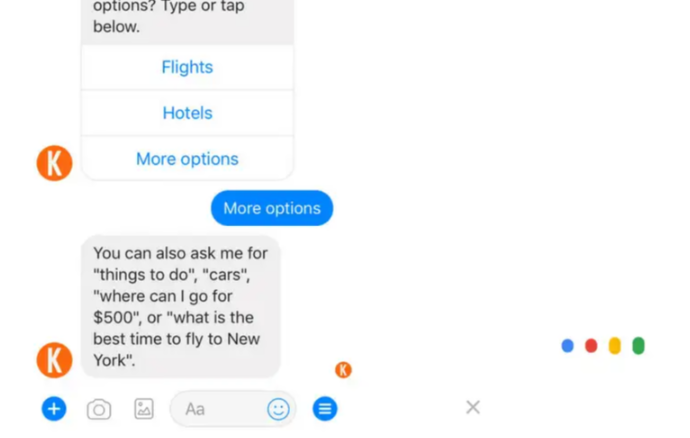 options? Type or tap
below.
Flights
Hotels
More options
K
More options
You can also ask me for
"things to do", "cars",
"where can I go for
$500", or "what is the
best time to fly to New
York".
K
K
Aa